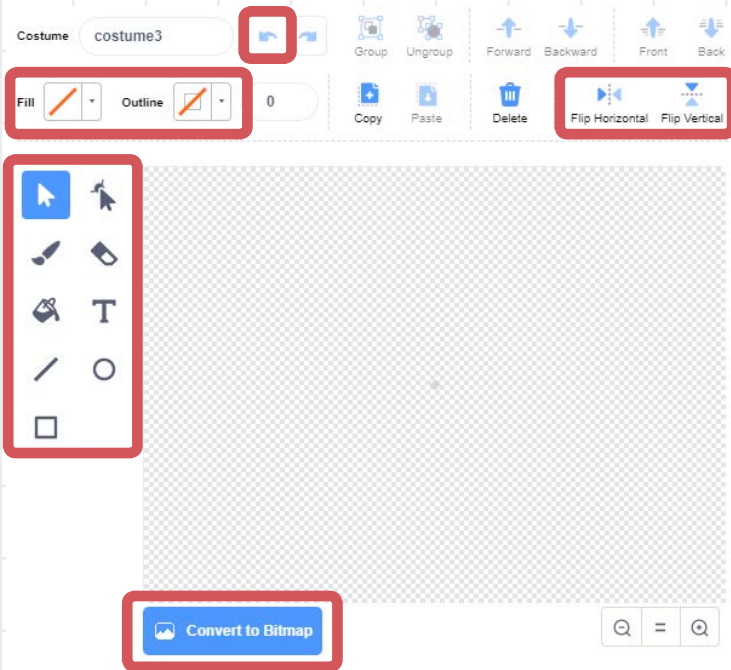 Costume costume3
Group Ungroup Forward Backward Front Back
Fill Outline 0
Copy Paste Delete Flip Horizontal Flip Vertical
T
Convert to Bitmap
=